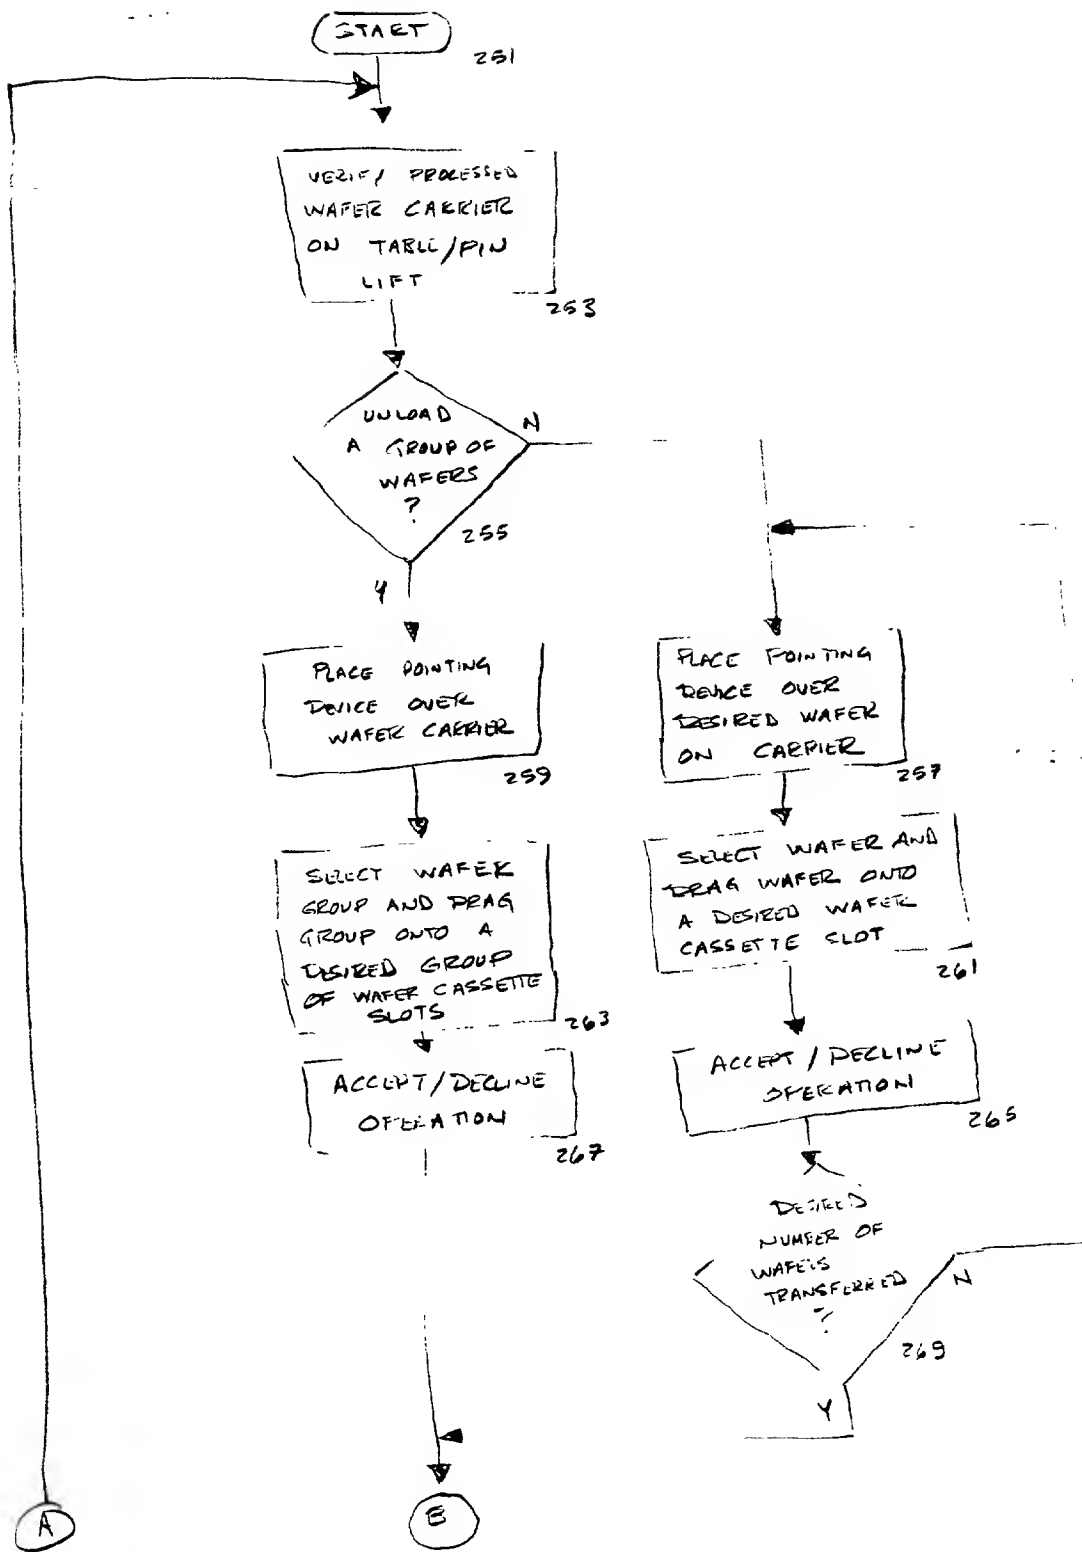 START
251
VERIFY PROCESSED
WAFER CARRIER
ON TABLE/PIN
LIFT
253
UNLOAD
A GROUP OF
WAFERS
?
N
255
Y
PLACE POINTING
DEVICE OVER
WAFER CARRIER
259
PLACE POINTING
DEVICE OVER
DESIRED WAFER
ON CARRIER
257
SELECT WAFER
GROUP AND DRAG
GROUP ONTO A
DESIRED GROUP
OF WAFER CASSETTE
SLOTS
263
SELECT WAFER AND
DRAG WAFER ONTO
A DESIRED WAFER
CASSETTE SLOT
261
ACCEPT/DECLINE
OPERATION
267
ACCEPT/DECLINE
OPERATION
265
DESIRED
NUMBER OF
WAFERS
TRANSFERRED
?
N
269
Y
A
B